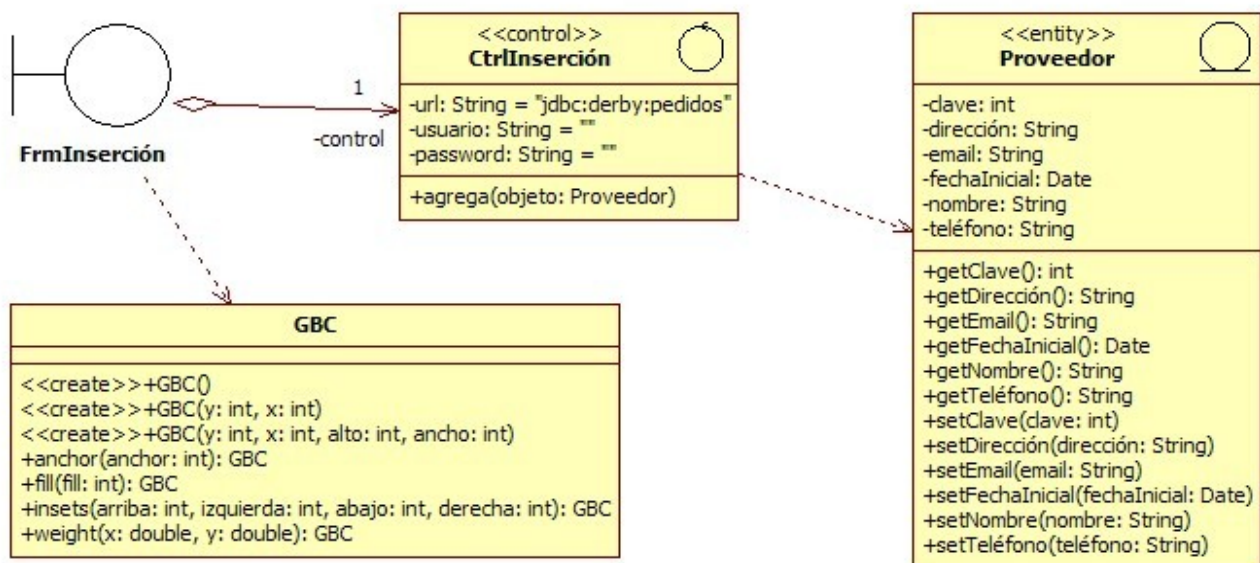 FrmInserción
1
-control
<<control>>
CtrlInserción
-url: String = "jdbc:derby:pedidos"
-usuario: String = ""
-password: String = ""
+agrega(objeto: Proveedor)
<<entity>>
Proveedor
-clave: int
-dirección: String
-email: String
-fechaInicial: Date
-nombre: String
-teléfono: String
+getClave(): int
+getDirección(): String
+getEmail(): String
+getFechaInicial(): Date
+getNombre(): String
+getTeléfono(): String
+setClave(clave: int)
+setDirección(dirección: String)
+setEmail(email: String)
+setFechaInicial(fechaInicial: Date)
+setNombre(nombre: String)
+setTeléfono(teléfono: String)
GBC
<<create>>+GBC()
<<create>>+GBC(y: int, x: int)
<<create>>+GBC(y: int, x: int, alto: int, ancho: int)
+anchor(anchor: int): GBC
+fill(fill: int): GBC
+insets(arriba: int, izquierda: int, abajo: int, derecha: int): GBC
+weight(x: double, y: double): GBC